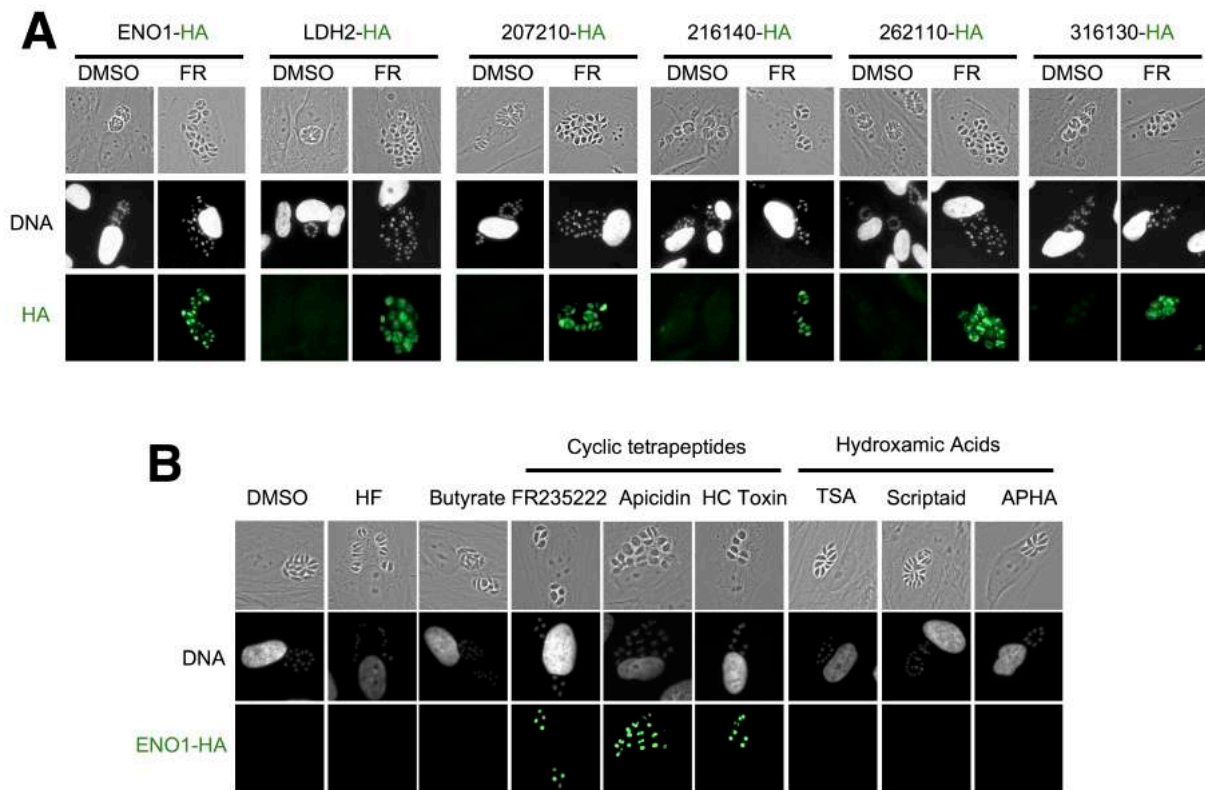 A
ENO1-HA LDH2-HA 207210-HA 216140-HA 262110-HA 316130-HA
DMSO FR DMSO FR DMSO FR DMSO FR DMSO FR DMSO FR
DNA
HA
B
Cyclic tetrapeptides Hydroxamic Acids
DMSO HF Butyrate FR235222 Apicidin HC Toxin TSA Scriptaid APHA
DNA
ENO1-HA